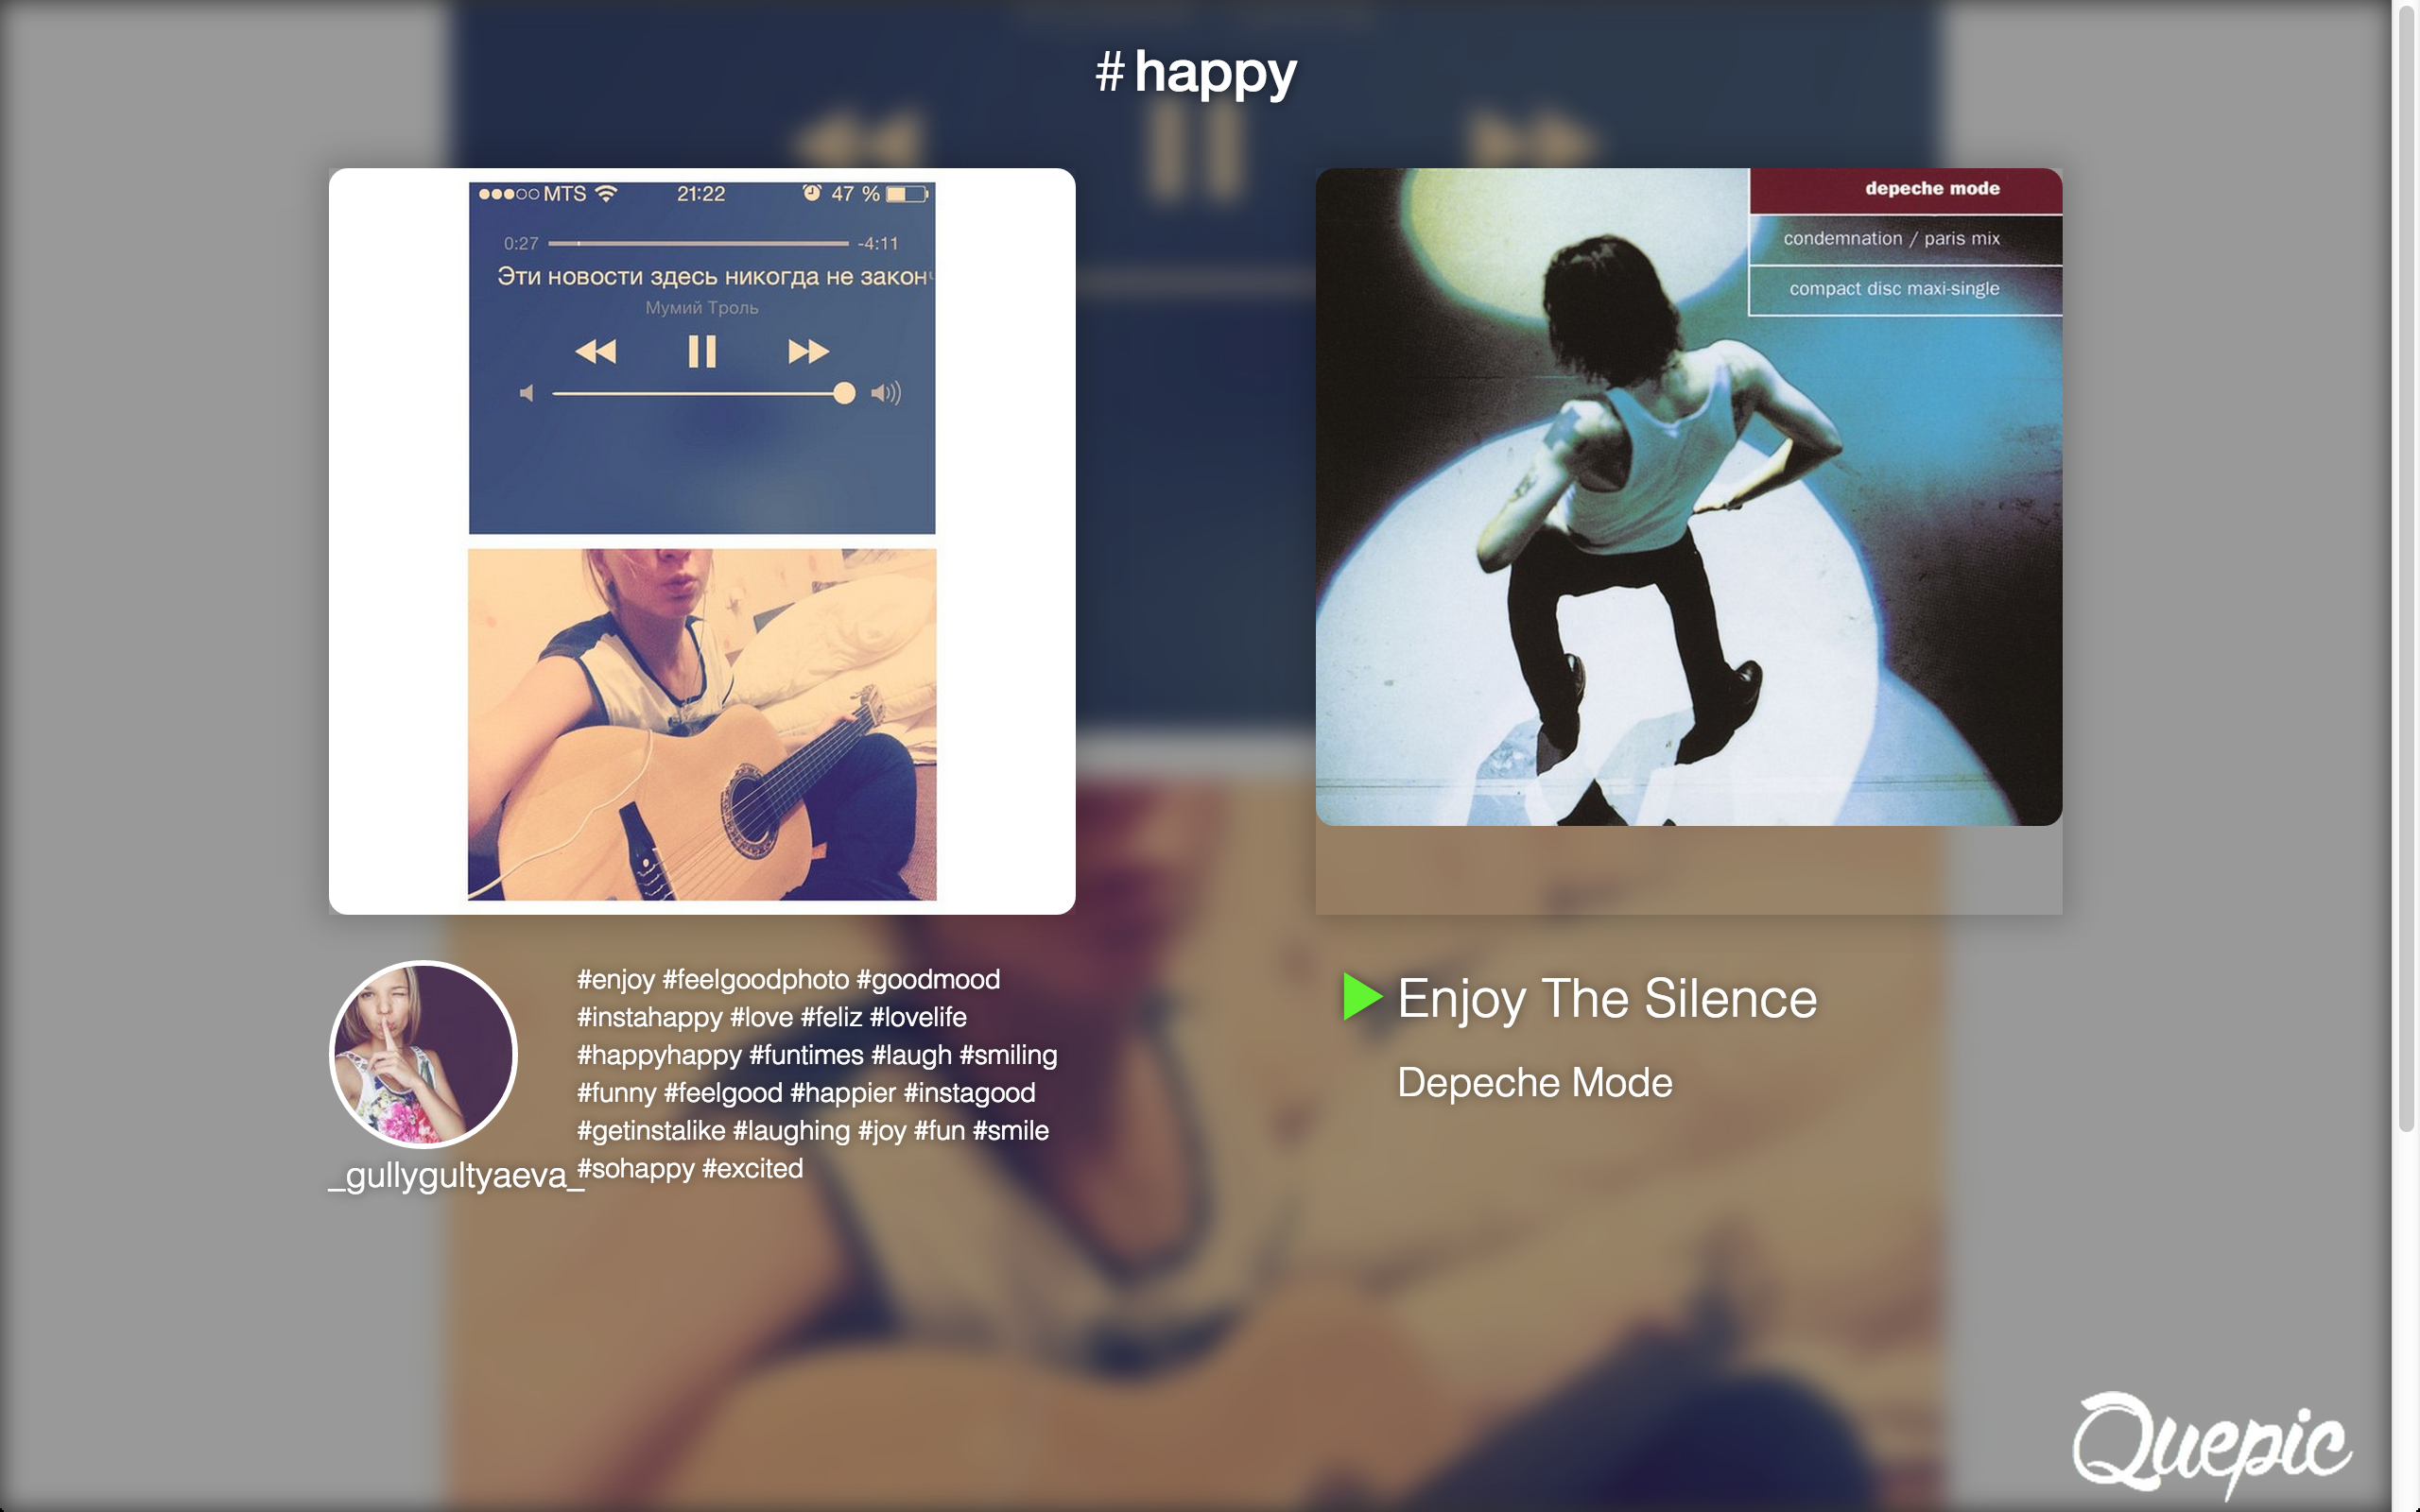 #happy
MTS 21:22 47 %
0:27 -4:11
Эти новости здесь никогда не закон
Мумий Троль
depeche mode
condemnation / paris mix
compact disc maxi-single
#enjoy #feelgoodphoto #goodmood
#instahappy #love #feliz #lovelife
#happyhappy #funtimes #laugh #smiling
#funny #feelgood #happier #instagood
#getinstalike #laughing #joy #fun #smile
#sohappy #excited
_gullygultyaeva_
Enjoy The Silence
Depeche Mode
Quepic